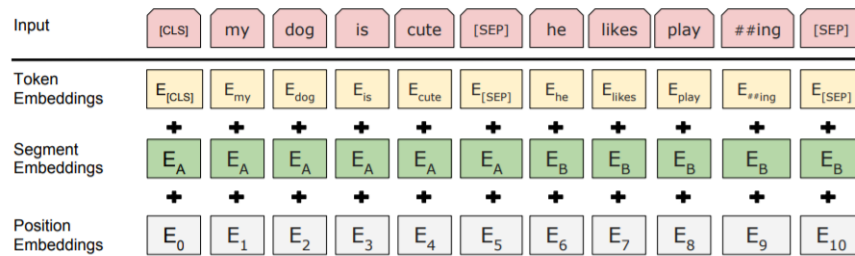 Input [CLS] my dog is cute [SEP] he likes play ##ing [SEP]
Token Embeddings E[CLS] Emy Edog Eis Ecute E[SEP] Ehe Elikes Eplay E##ing E[SEP]
+ + + + + + + + + + +
Segment Embeddings EA EA EA EA EA EA EB EB EB EB EB
+ + + + + + + + + + +
Position Embeddings E0 E1 E2 E3 E4 E5 E6 E7 E8 E9 E10